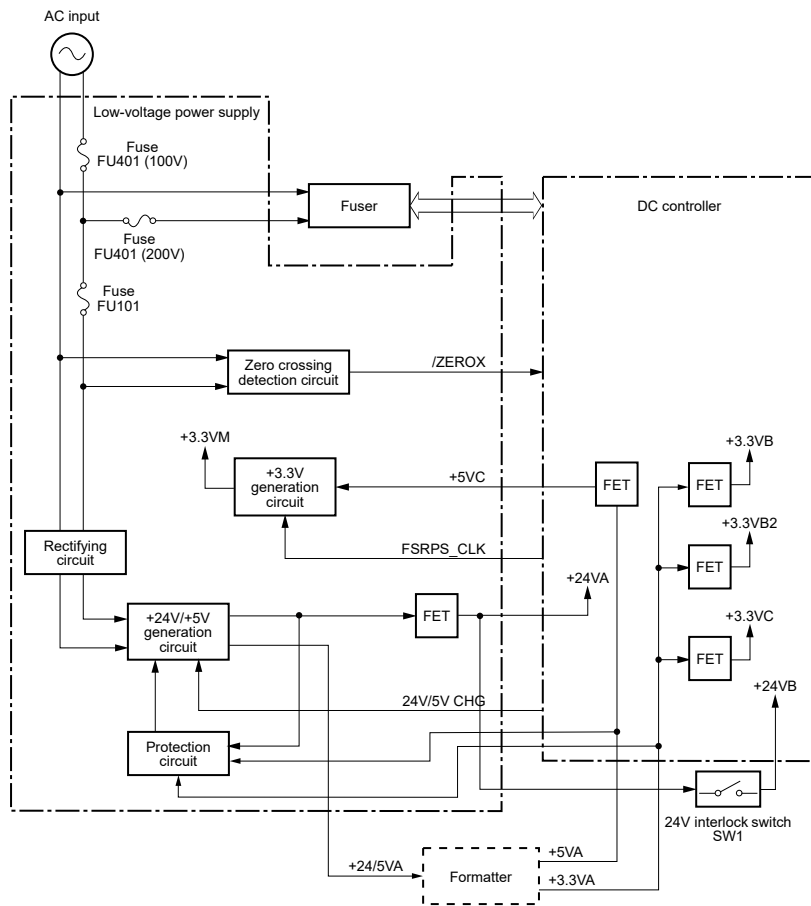 AC input
Low-voltage power supply
Fuse
FU401 (100V)
Fuser
DC controller
Fuse
FU401 (200V)
Fuse
FU101
Zero crossing
detection circuit
/ZEROX
+3.3VM
+3.3V
generation
circuit
+5VC
FET
+3.3VB
FET
FSRPS_CLK
+3.3VB2
FET
Rectifying
circuit
+24VA
+24V/+5V
generation
circuit
FET
+3.3VC
FET
24V/5V CHG
+24VB
Protection
circuit
24V interlock switch
SW1
+24/5VA
Formatter
+5VA
+3.3VA